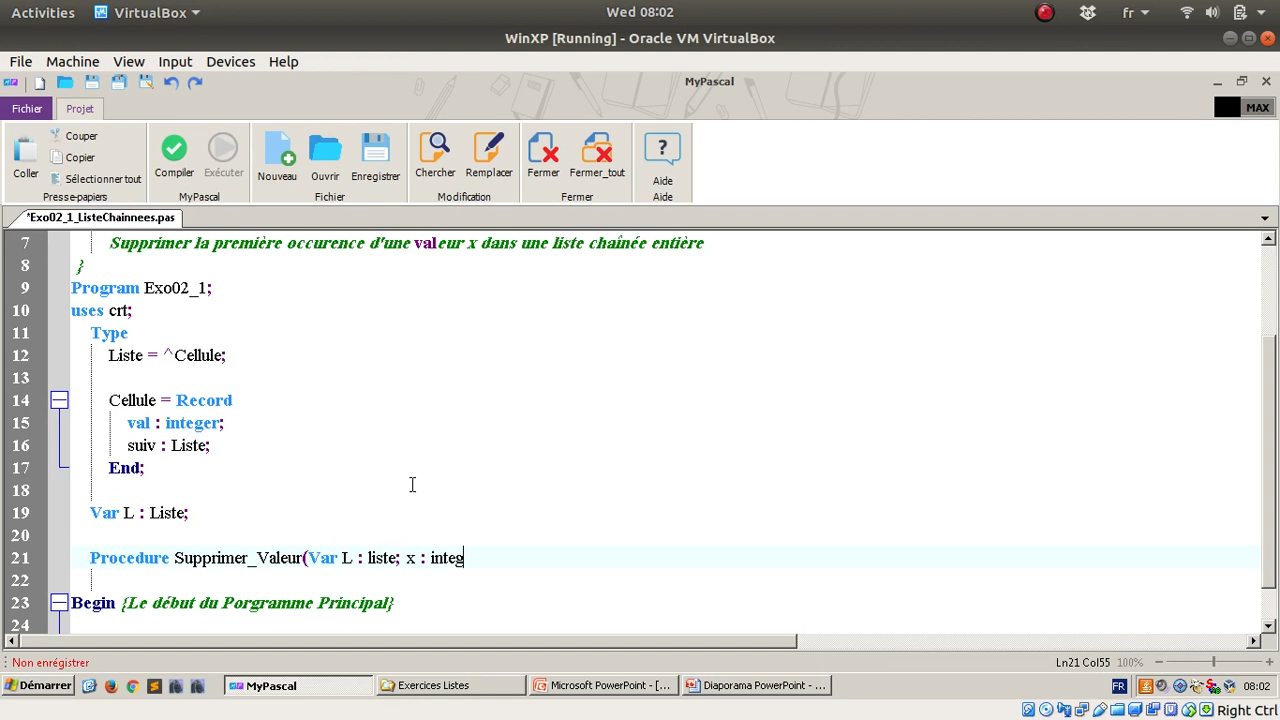 Activities VirtualBox Wed 08:02 fr
WinXP [Running] - Oracle VM VirtualBox
File Machine View Input Devices Help
MyPascal
Fichier Projet MAX
Coller Couper Copier Sélectionner tout Compiler Exécuter Nouveau Ouvrir Enregistrer Chercher Remplacer Fermer Fermer_tout ? Aide
Presse-papiers MyPascal Fichier Modification Fermer Aide
*Exo02_1_ListeChainnees.pas
7 Supprimer la première occurence d'une valeur x dans une liste chaînée entière
8 }
9 Program Exo02_1;
10 uses crt;
11 Type
12 Liste = ^Cellule;
13
14 Cellule = Record
15 val : integer;
16 suiv : Liste;
17 End;
18
19 Var L : Liste;
20
21 Procedure Supprimer_Valeur(Var L : liste; x : integ
22
23 Begin {Le début du Porgramme Principal}
24
Non enrégistrer Ln21 Col55 100%
Démarrer MyPascal Exercices Listes Microsoft PowerPoint - [... Diaporama PowerPoint - ... FR 08:02
Right Ctrl